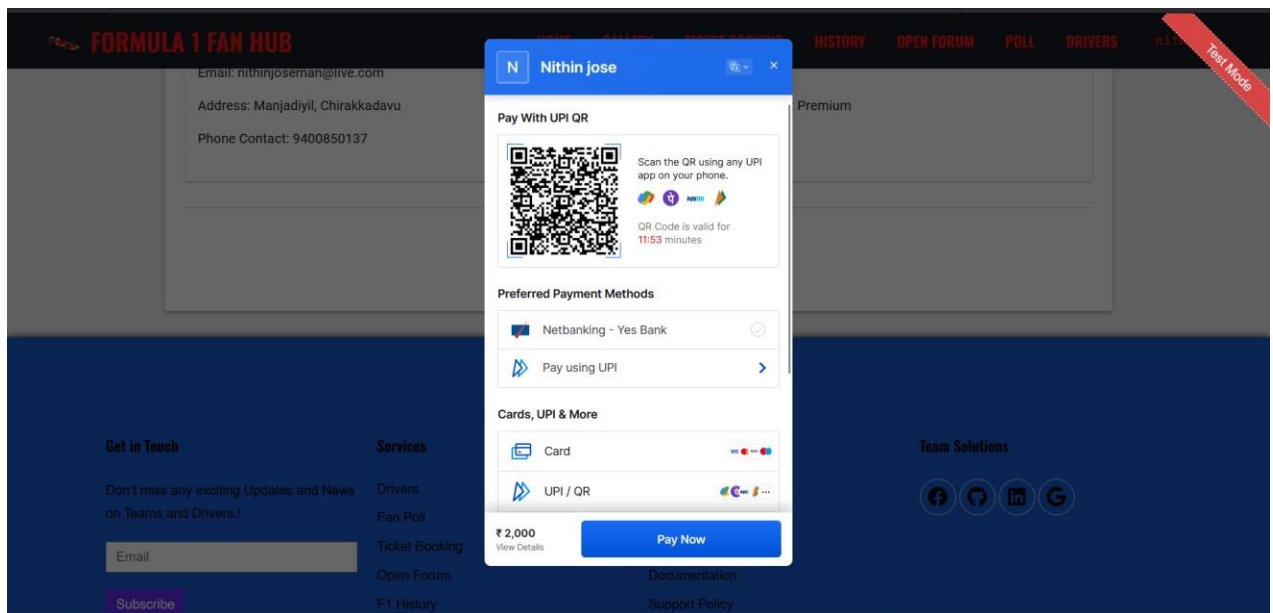 FORMULA 1 FAN HUB
HISTORY
OPEN FORUM
POLL
DRIVERS
Test Mode
Email: nithinjoseman@live.com
Address: Manjadiyil, Chirakkadavu
Phone Contact: 9400850137
Premium
N
Nithin jose
Pay With UPI QR
Scan the QR using any UPI
app on your phone.
QR Code is valid for
11:53 minutes
Preferred Payment Methods
Netbanking - Yes Bank
Pay using UPI
Cards, UPI & More
Card
UPI / QR
₹ 2,000
View Details
Pay Now
Get in Touch
Don't miss any exciting Updates and News
on Teams and Drivers.!
Email
Subscribe
Services
Drivers
Fan Poll
Ticket Booking
Open Forum
F1 History
Documentation
Support Policy
Team Solutions